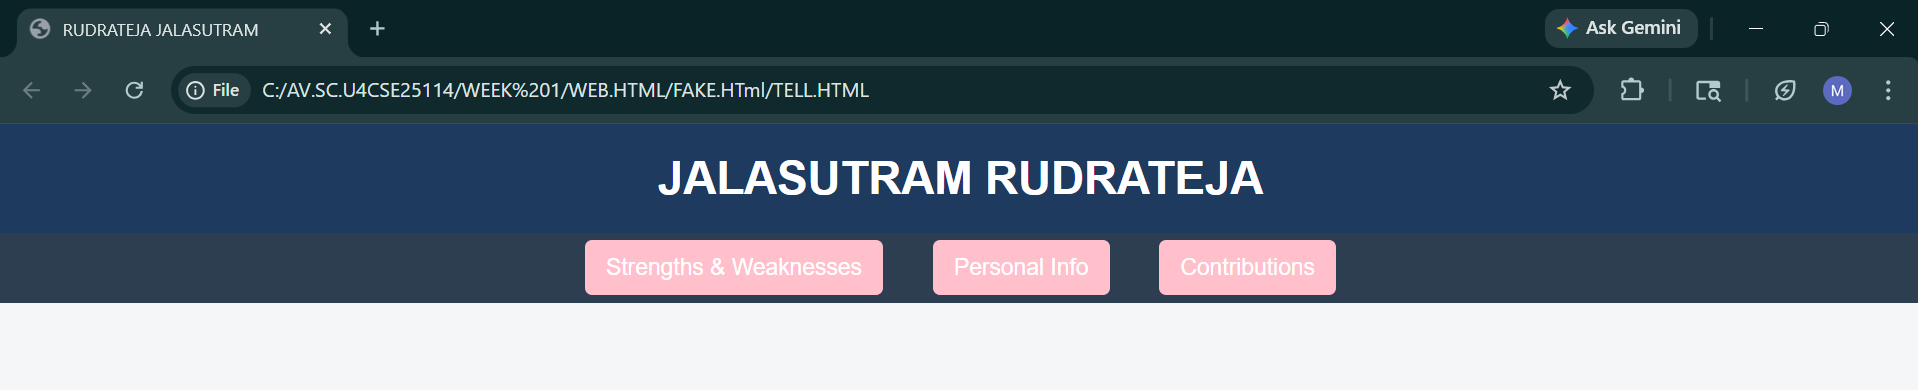 RUDRATEJA JALASUTRAM
Ask Gemini
File C:/AV.SC.U4CSE25114/WEEK%201/WEB.HTML/FAKE.HTml/TELL.HTML
M
JALASUTRAM RUDRATEJA
Strengths & Weaknesses Personal Info Contributions